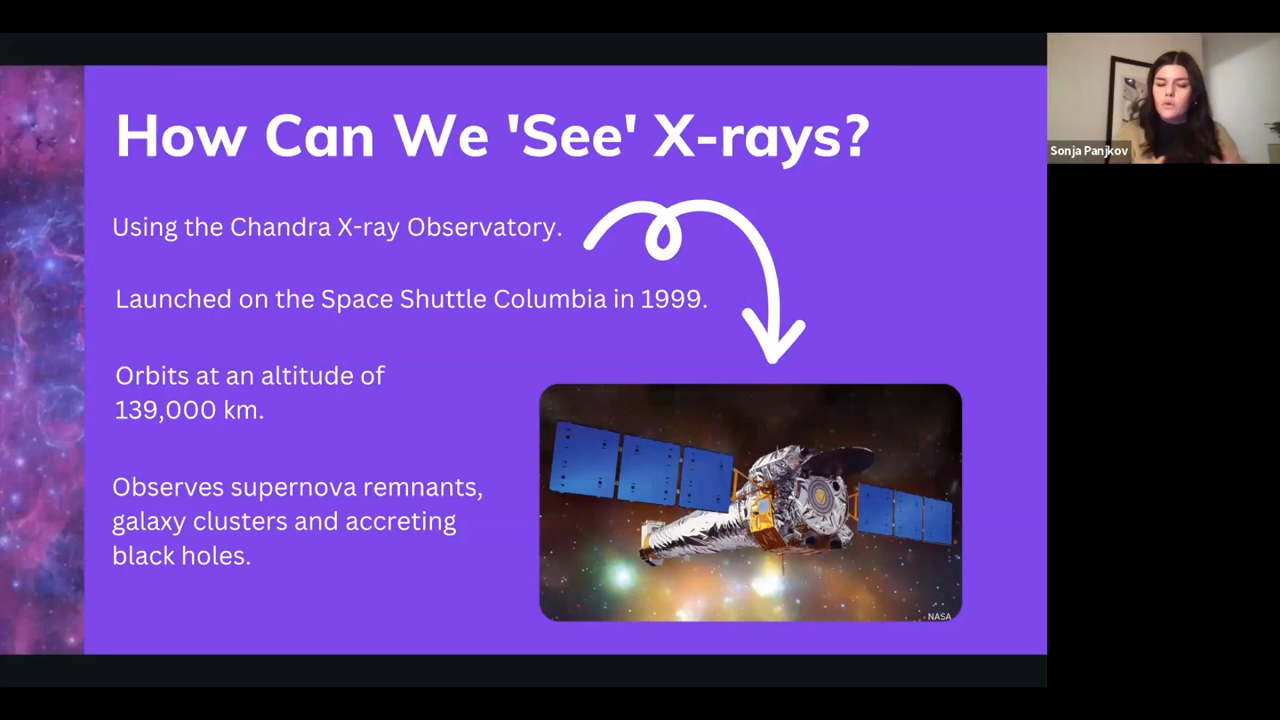 How Can We 'See' X-rays?
Using the Chandra X-ray Observatory.
Launched on the Space Shuttle Columbia in 1999.
Orbits at an altitude of
139,000 km.
Observes supernova remnants,
galaxy clusters and accreting
black holes.
NASA
Sonja Panjkov